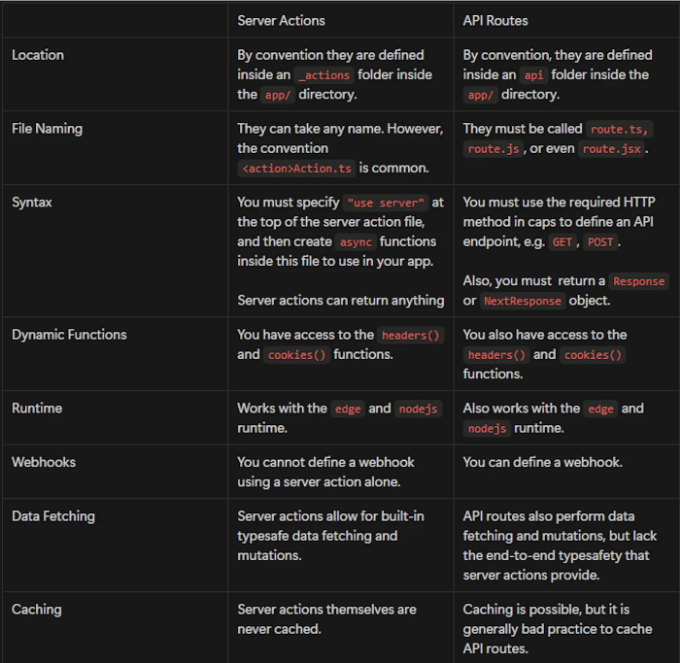 Server Actions
API Routes
Location
By convention they are defined
inside an _actions folder inside
the app/ directory.
By convention, they are defined
inside an api folder inside the
app/ directory.
File Naming
They can take any name. However,
the convention
<action>Action.ts is common.
They must be called route.ts,
route.js, or even route.jsx.
Syntax
You must specify "use server" at
the top of the server action file,
and then create async functions
inside this file to use in your app.
Server actions can return anything
You must use the required HTTP
method in caps to define an API
endpoint, e.g. GET, POST.
Also, you must return a Response
or NextResponse object.
Dynamic Functions
You have access to the headers()
and cookies() functions.
You also have access to the
headers() and cookies()
functions.
Runtime
Works with the edge and nodejs
runtime.
Also works with the edge and
nodejs runtime.
Webhooks
You cannot define a webhook
using a server action alone.
You can define a webhook.
Data Fetching
Server actions allow for built-in
typesafe data fetching and
mutations.
API routes also perform data
fetching and mutations, but lack
the end-to-end typesafety that
server actions provide.
Caching
Server actions themselves are
never cached.
Caching is possible, but it is
generally bad practice to cache
API routes.